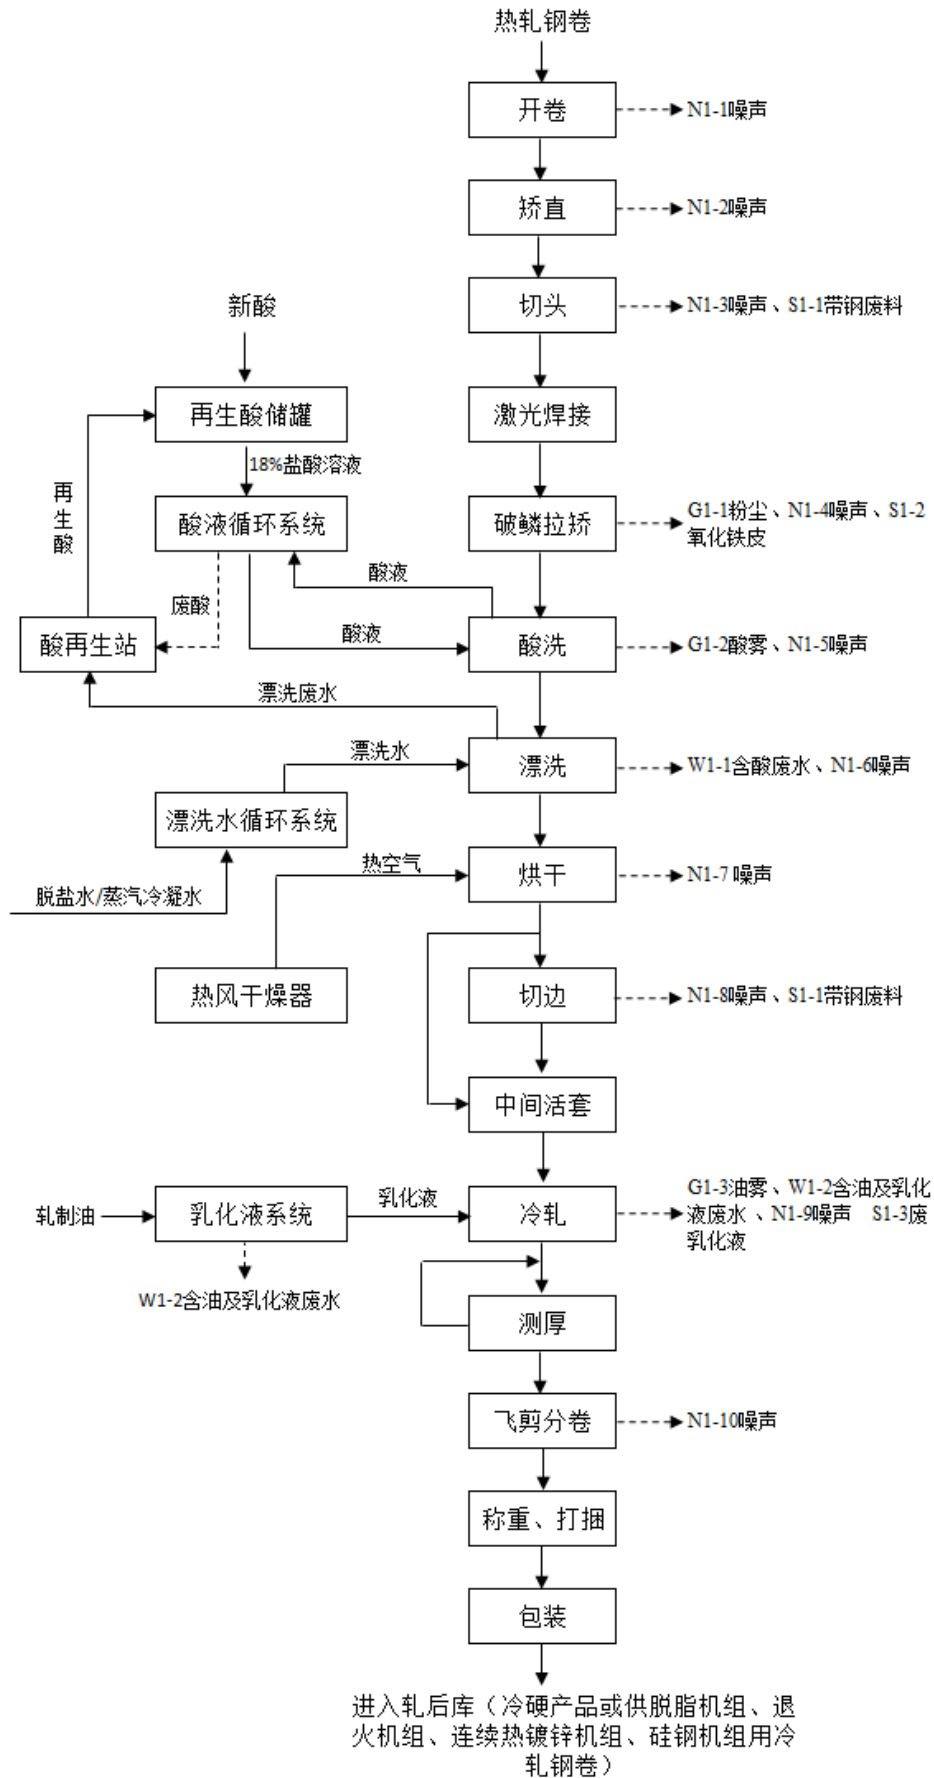 热轧钢卷
开卷
N1-1噪声
矫直
N1-2噪声
新酸
切头
N1-3噪声、S1-1带钢废料
再生酸储罐
激光焊接
18%盐酸溶液
再生酸
酸液循环系统
破鳞拉矫
G1-1粉尘、N1-4噪声、S1-2
氧化铁皮
酸液
废酸
酸液
酸再生站
酸洗
G1-2酸雾、N1-5噪声
漂洗废水
漂洗水
漂洗
W1-1含酸废水、N1-6噪声
漂洗水循环系统
热空气
烘干
N1-7 噪声
脱盐水/蒸汽冷凝水
热风干燥器
切边
N1-8噪声、S1-1带钢废料
中间活套
轧制油
乳化液系统
乳化液
冷轧
G1-3油雾、W1-2含油及乳化
液废水 、N1-9噪声 S1-3废
乳化液
W1-2含油及乳化液废水
测厚
飞剪分卷
N1-10噪声
称重、打捆
包装
进入轧后库（冷硬产品或供脱脂机组、退
火机组、连续热镀锌机组、硅钢机组用冷
轧钢卷）